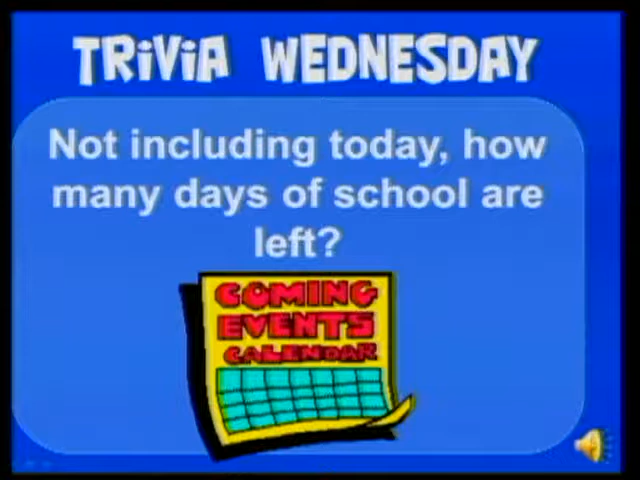 TRiViA WEDNESDAY
Not including today, how
many days of school are
left?
COMING
EVENTS
CALENDAR